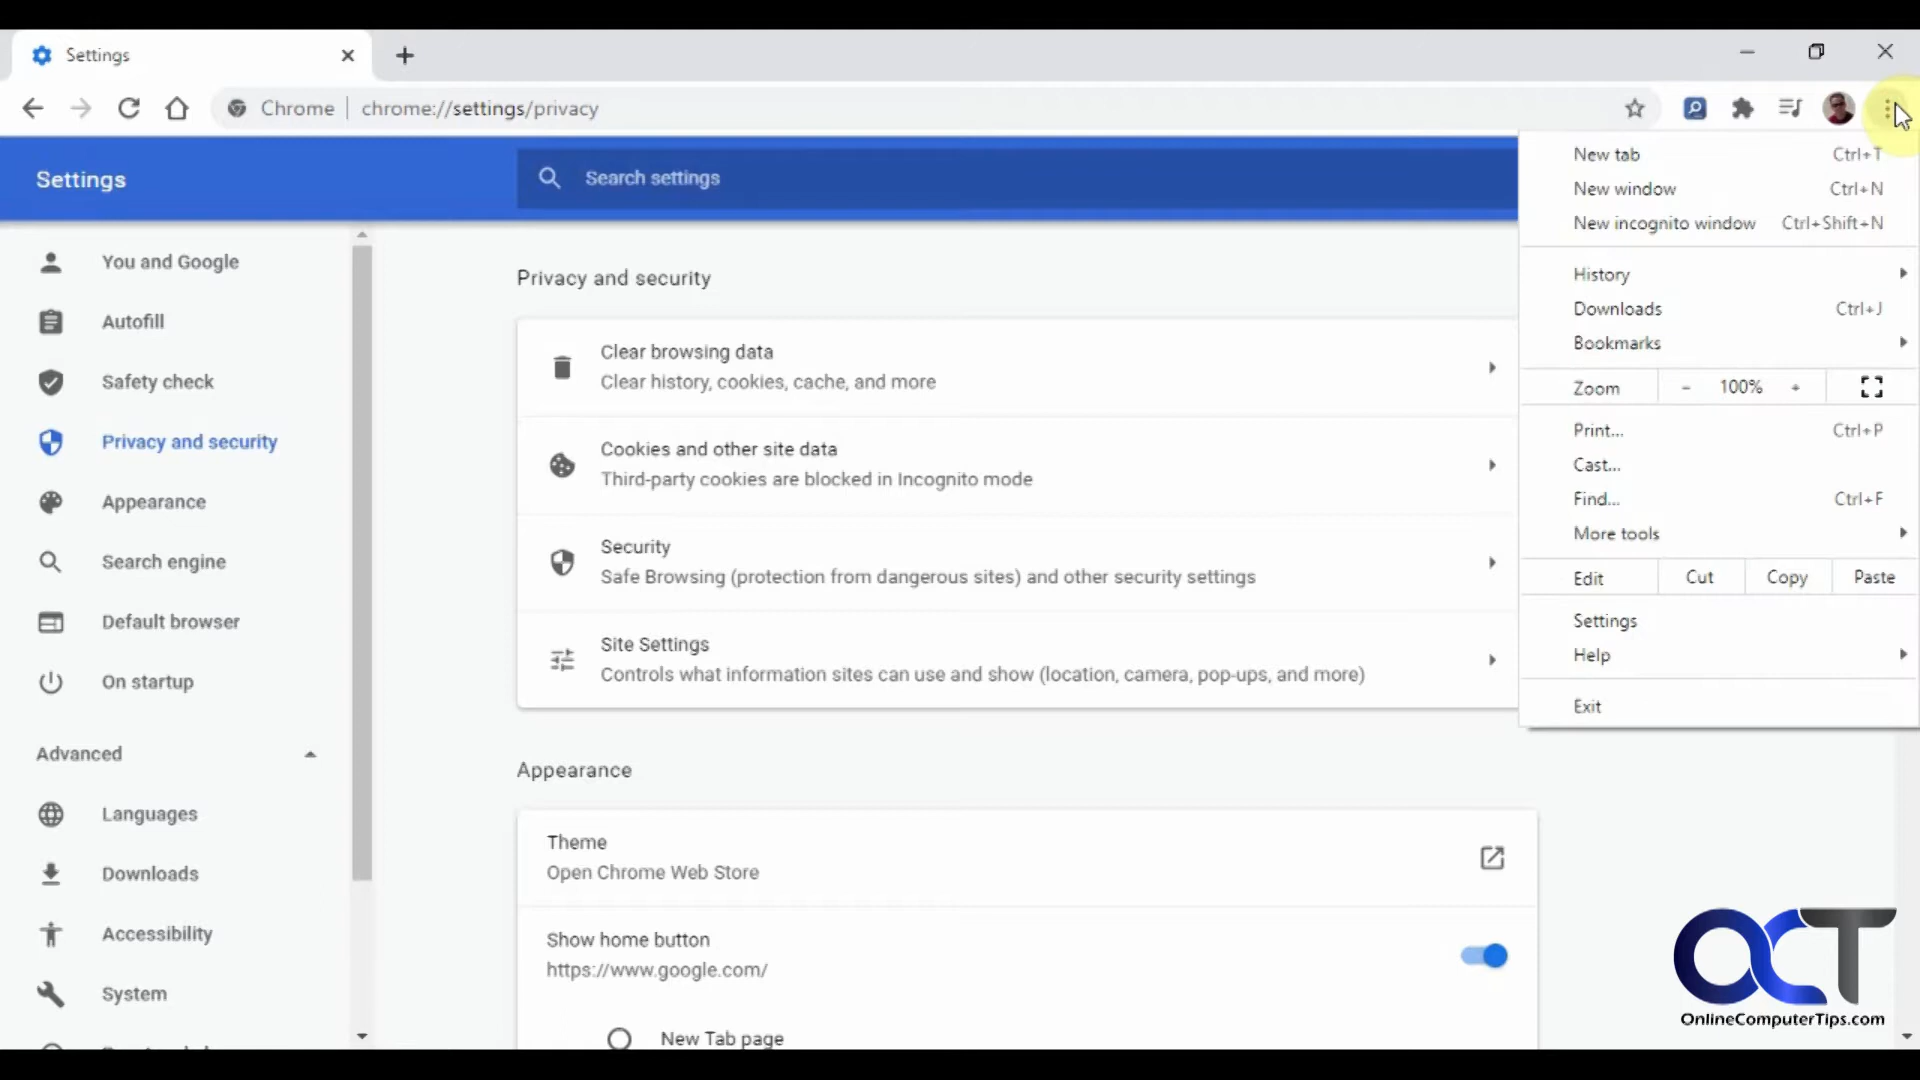 Settings
Chrome | chrome://settings/privacy
Settings
Search settings
You and Google
Autofill
Safety check
Privacy and security
Appearance
Search engine
Default browser
On startup
Advanced
Languages
Downloads
Accessibility
System
Privacy and security
Clear browsing data
Clear history, cookies, cache, and more
Cookies and other site data
Third-party cookies are blocked in Incognito mode
Security
Safe Browsing (protection from dangerous sites) and other security settings
Site Settings
Controls what information sites can use and show (location, camera, pop-ups, and more)
Appearance
Theme
Open Chrome Web Store
Show home button
https://www.google.com/
New Tab page
New tab Ctrl+T
New window Ctrl+N
New incognito window Ctrl+Shift+N
History
Downloads Ctrl+J
Bookmarks
Zoom - 100% +
Print... Ctrl+P
Cast...
Find... Ctrl+F
More tools
Edit Cut Copy Paste
Settings
Help
Exit
OCT
OnlineComputerTips.com